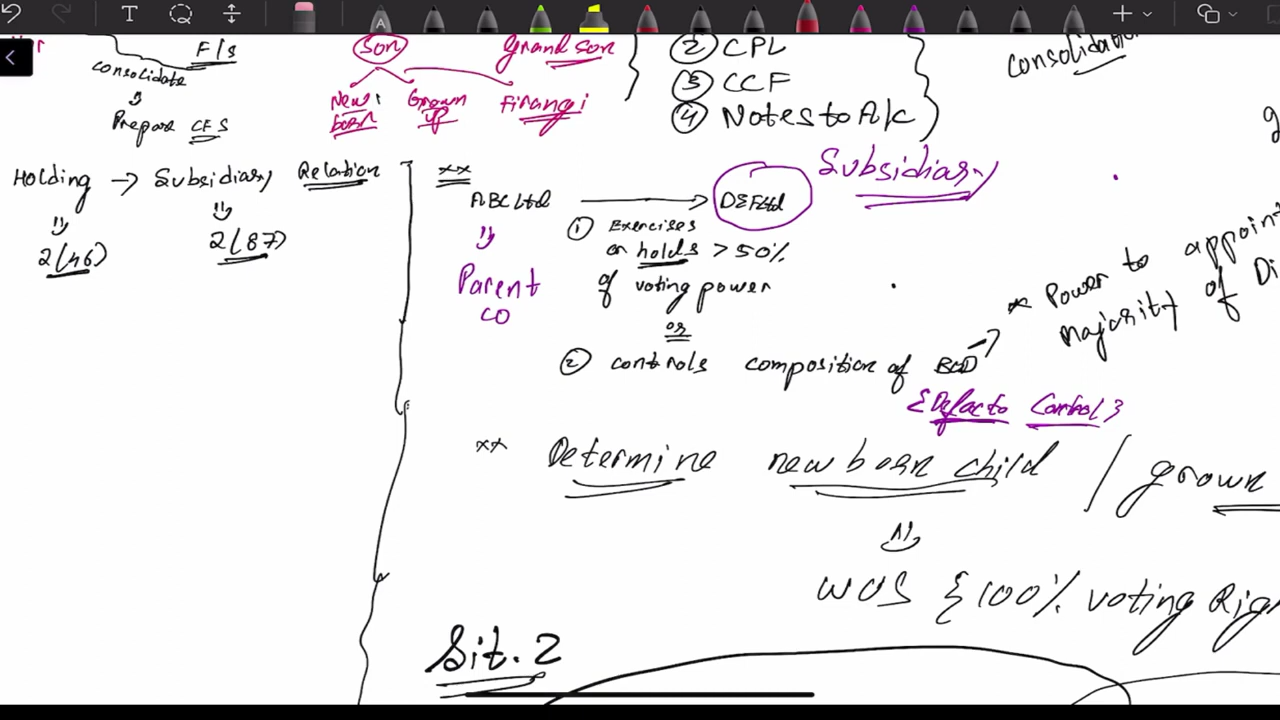 F/s
consolidate
Prepare CFS
Son
Grand son
New born
Grown up
Firangi
② CPL
③ CCF
④ Notes to A/c
Holding → Subsidiary Relation
2(46)
2(87)
**
ABC Ltd
DEF Ltd
Subsidiary
Parent
CO
① Exercises
or holds > 50%
of voting power
or
② controls composition of BOD
* Power to appoint
majority of Di
{Defacto Control}
** Determine new born child / grown
WOS {100% voting Rig
Sit. 2